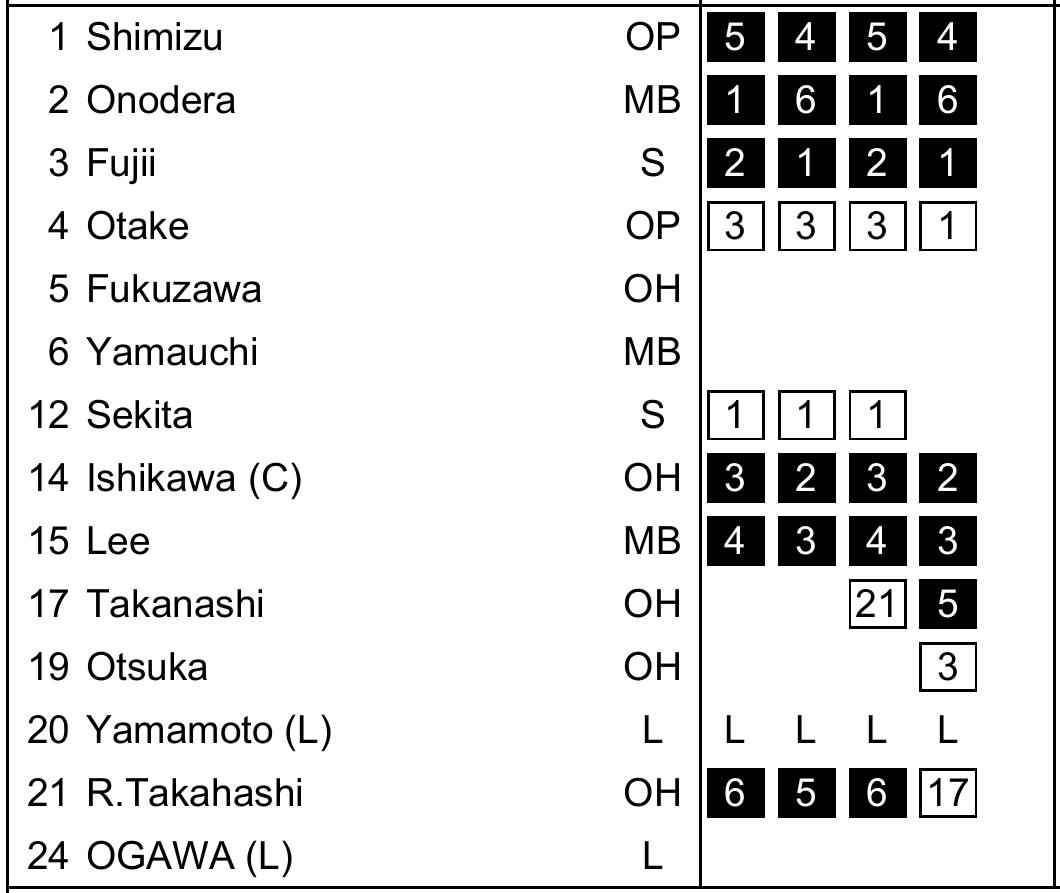 1 Shimizu OP 5 4 5 4
2 Onodera MB 1 6 1 6
3 Fujii S 2 1 2 1
4 Otake OP 3 3 3 1
5 Fukuzawa OH
6 Yamauchi MB
12 Sekita S 1 1 1
14 Ishikawa (C) OH 3 2 3 2
15 Lee MB 4 3 4 3
17 Takanashi OH 21 5
19 Otsuka OH 3
20 Yamamoto (L) L L L L L
21 R.Takahashi OH 6 5 6 17
24 OGAWA (L) L